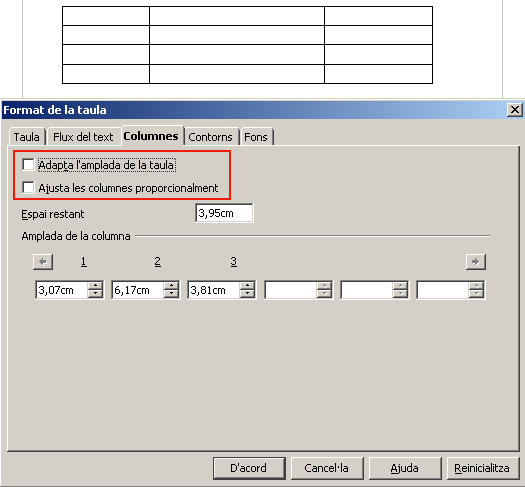 Format de la taula
Taula Flux del text Columnes Contorns Fons
Adapta l'amplada de la taula
Ajusta les columnes proporcionalment
Espai restant 3,95cm
Amplada de la columna
1 2 3
3,07cm 6,17cm 3,81cm
D'acord Cancel·la Ajuda Reinicialitza